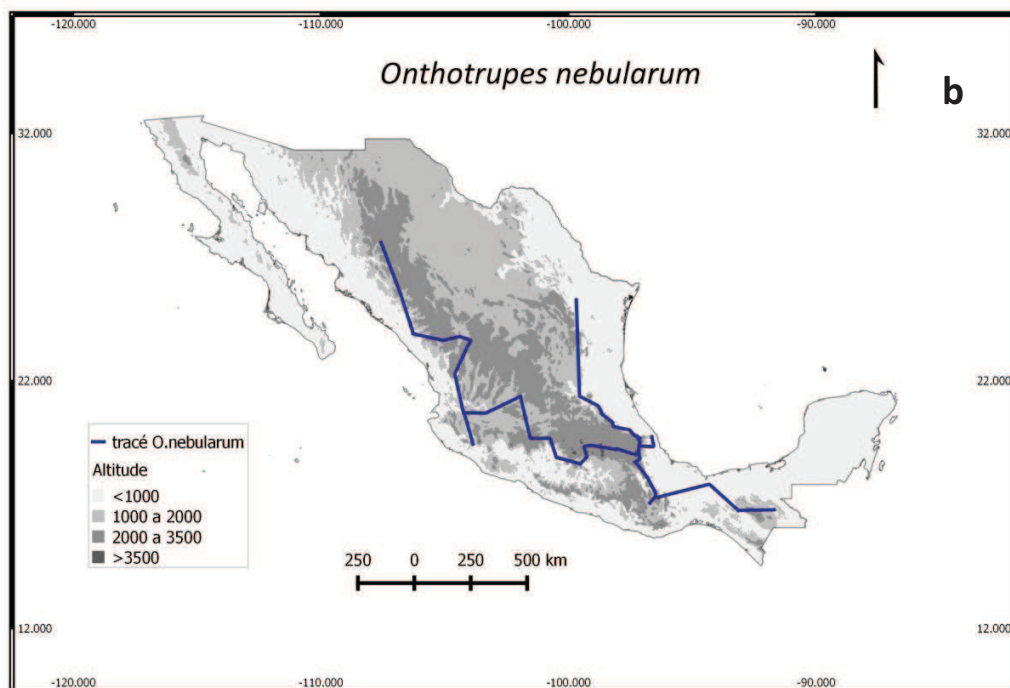 -120.000 -110.000 -100.000 -90.000
Onthotrupes nebularum
b
32.000 32.000
22.000 22.000
tracé O.nebularum
Altitude
<1000
1000 a 2000
2000 a 3500
>3500
250 0 250 500 km
12.000 12.000
-120.000 -110.000 -100.000 -90.000